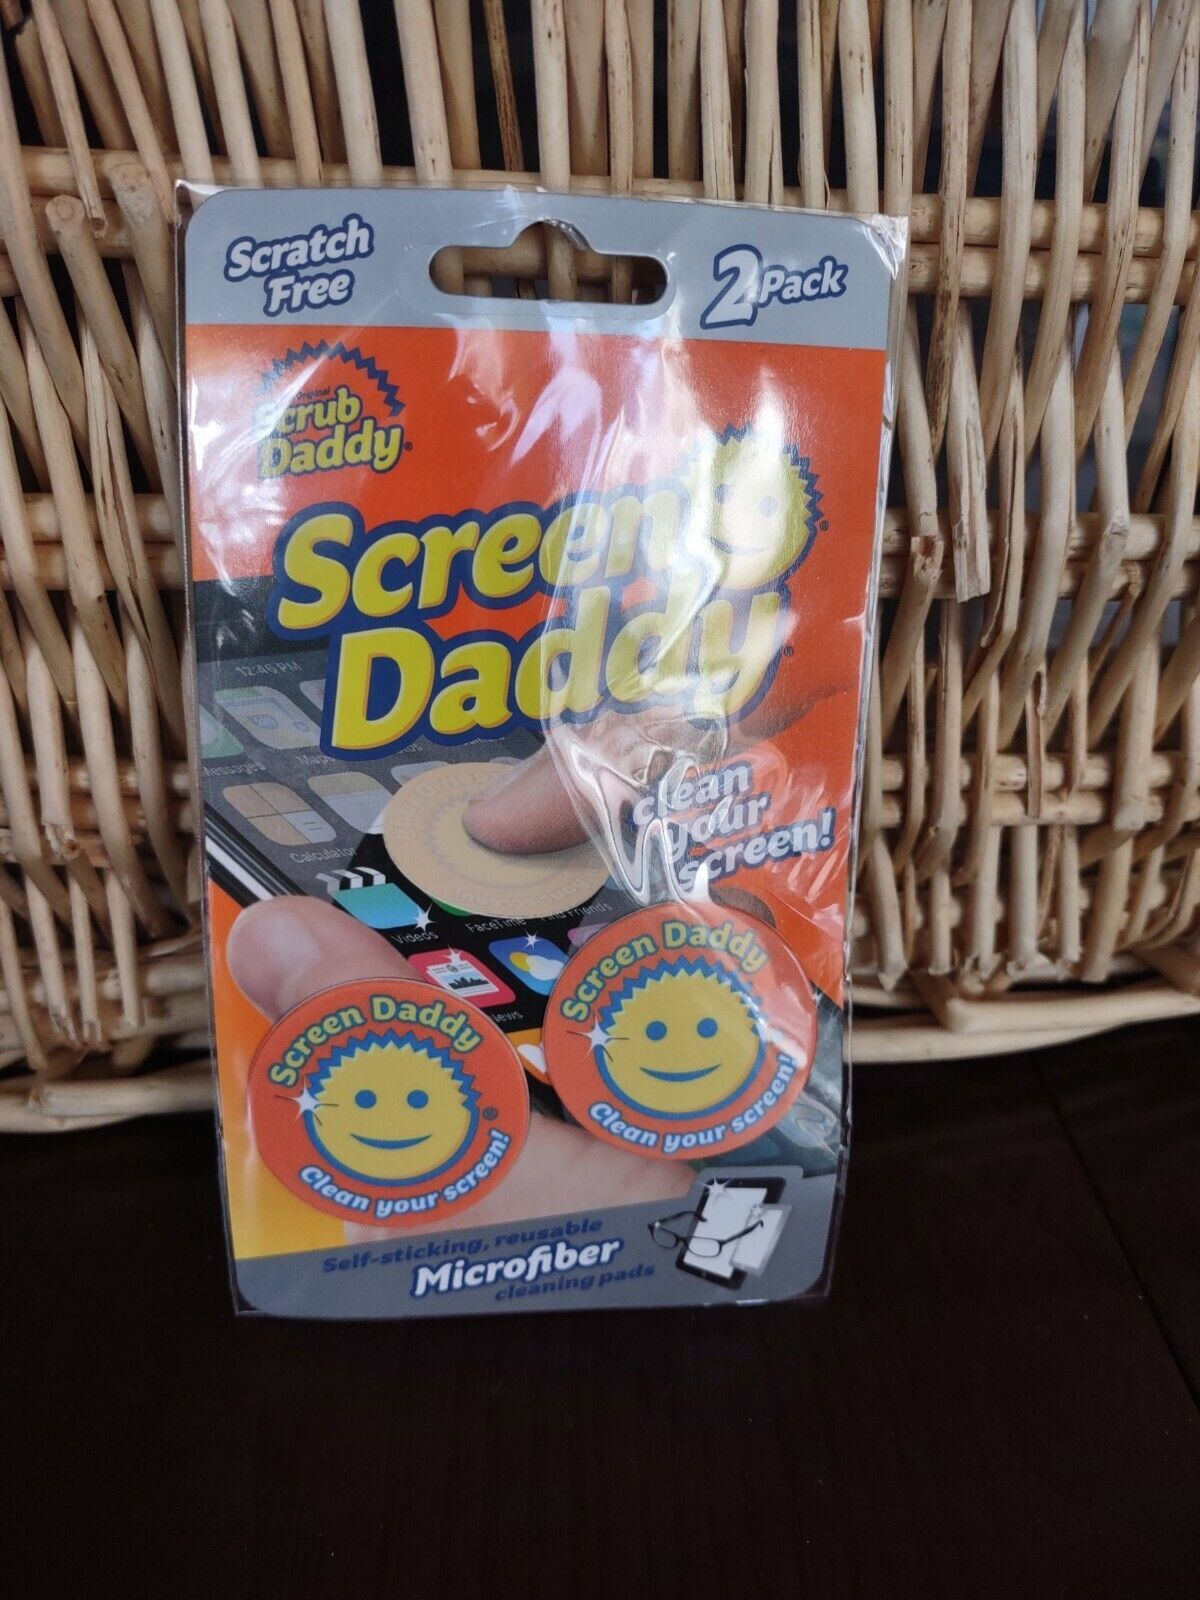 Scratch
Free
2 Pack
Original
Scrub
Daddy®
Screen
Daddy
clean
your
screen!
12:46 PM
Messages
Calculator
Videos
FaceTime
Find Friends
News
Screen Daddy
Clean your screen!
Screen Daddy
Clean your screen!
Self-sticking, reusable
Microfiber
cleaning pads